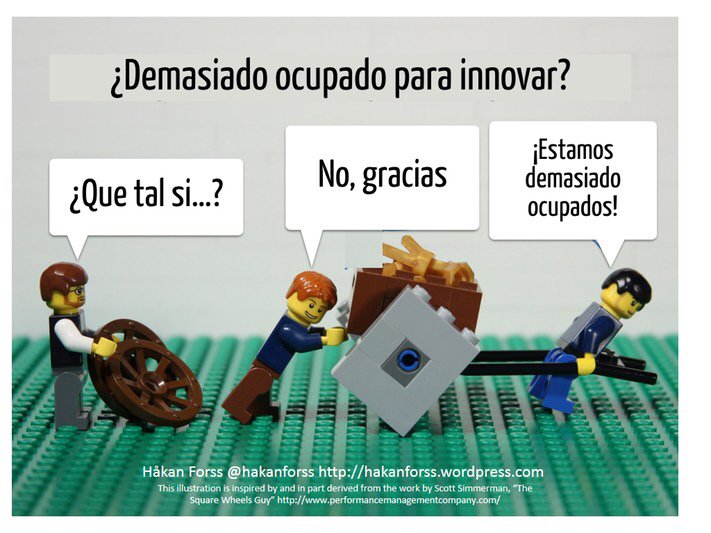 ¿Demasiado ocupado para innovar?
¿Que tal si...?
No, gracias
¡Estamos
demasiado
ocupados!
Håkan Forss @hakanforss http://hakanforss.wordpress.com
This illustration is inspired by and in part derived from the work by Scott Simmerman, "The
Square Wheels Guy" http://www.performancemanagementcompany.com/